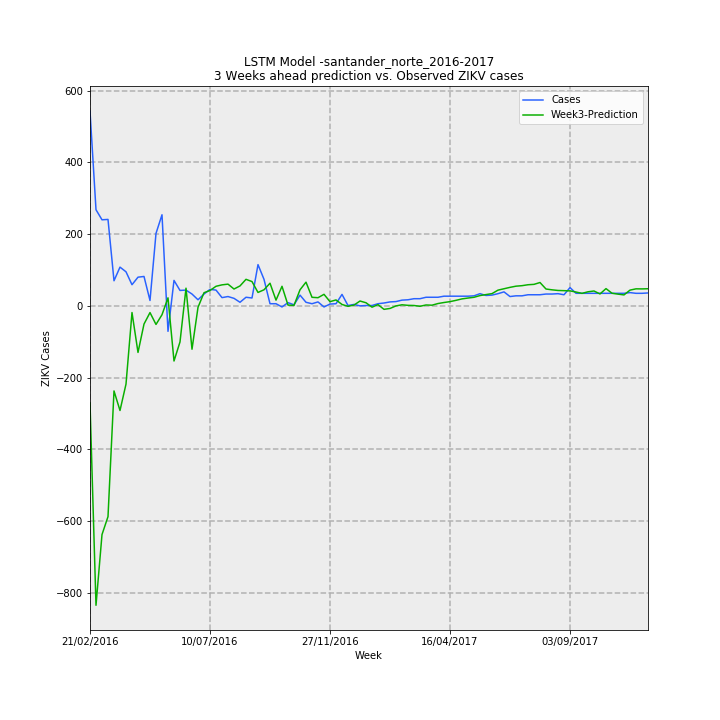 LSTM Model -santander_norte_2016-2017
3 Weeks ahead prediction vs. Observed ZIKV cases
Cases
Week3-Prediction
600
400
200
0
−200
−400
−600
−800
ZIKV Cases
21/02/2016
10/07/2016
27/11/2016
16/04/2017
03/09/2017
Week